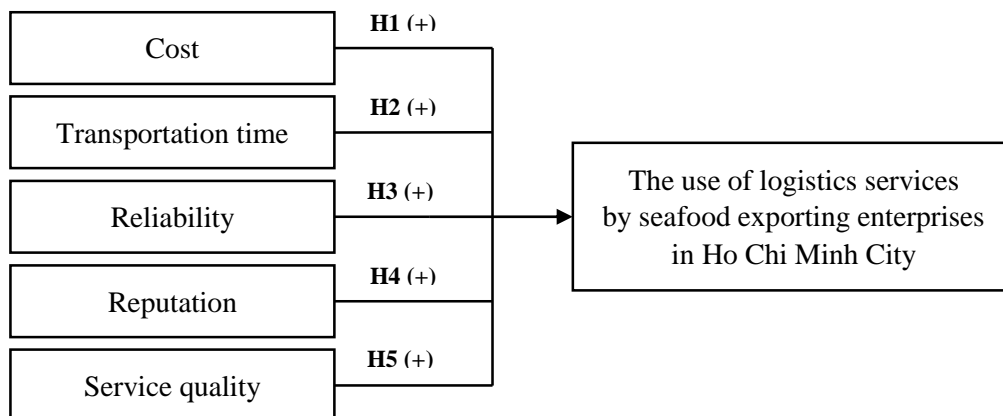 Cost
H1 (+)
Transportation time
H2 (+)
Reliability
H3 (+)
Reputation
H4 (+)
Service quality
H5 (+)
The use of logistics services
by seafood exporting enterprises
in Ho Chi Minh City